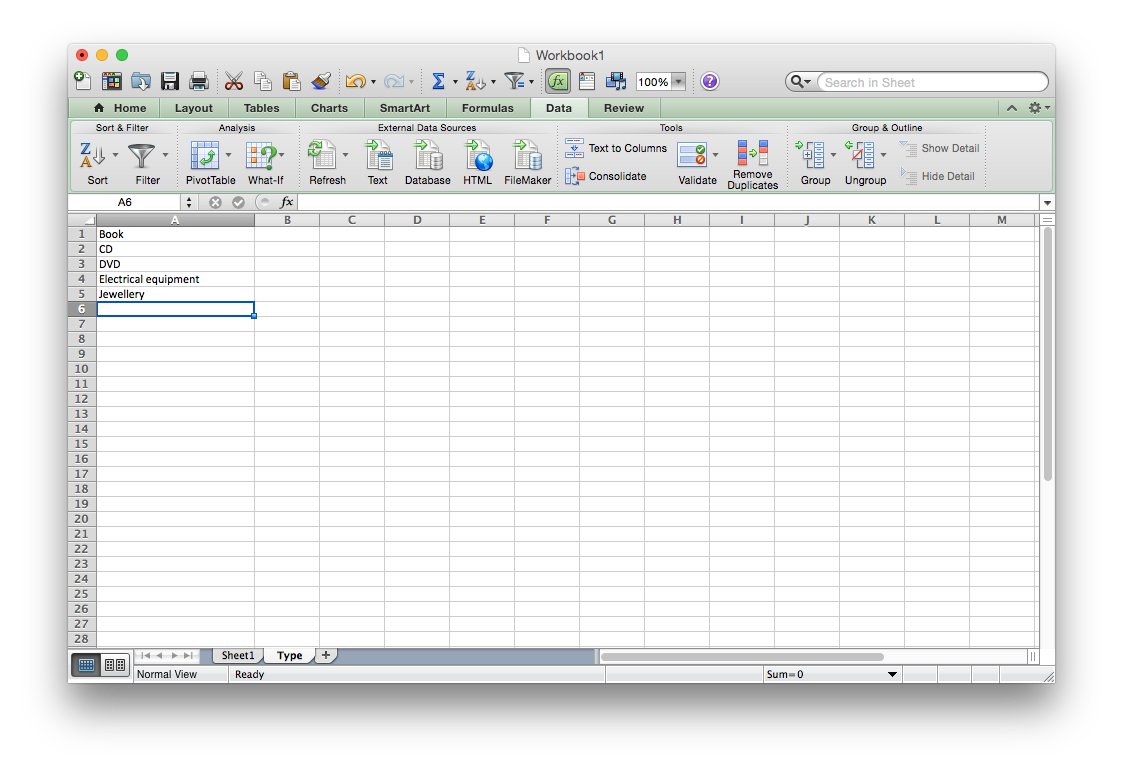 Workbook1
100%
Search in Sheet
Home Layout Tables Charts SmartArt Formulas Data Review
Sort & Filter Analysis External Data Sources Tools Group & Outline
Z A Sort Filter PivotTable What-If Refresh Text Database HTML FileMaker Text to Columns Consolidate Validate Remove Duplicates Group Ungroup Show Detail Hide Detail
A6 fx
A B C D E F G H I J K L M
1 Book
2 CD
3 DVD
4 Electrical equipment
5 Jewellery
6
7
8
9
10
11
12
13
14
15
16
17
18
19
20
21
22
23
24
25
26
27
28
Sheet1 Type +
Normal View Ready Sum=0